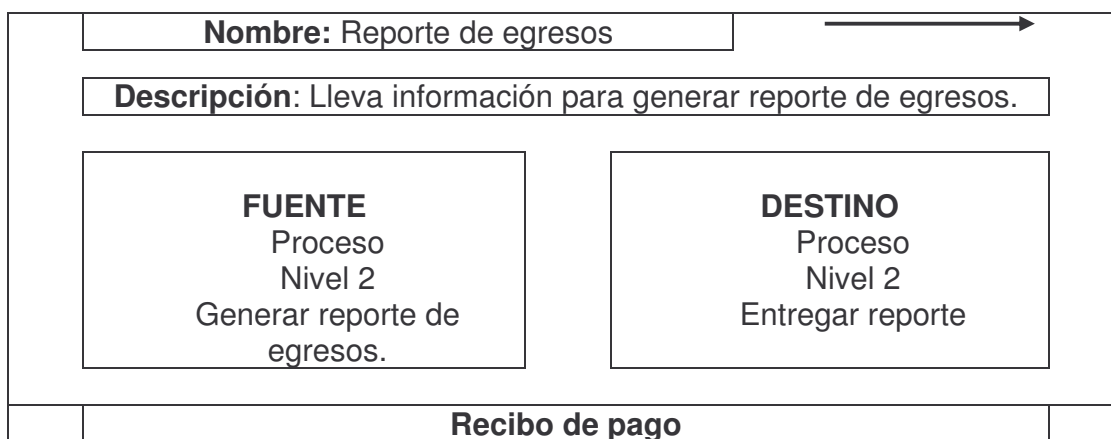 Nombre: Reporte de egresos
Descripción: Lleva información para generar reporte de egresos.
FUENTE
Proceso
Nivel 2
Generar reporte de
egresos.
DESTINO
Proceso
Nivel 2
Entregar reporte
Recibo de pago